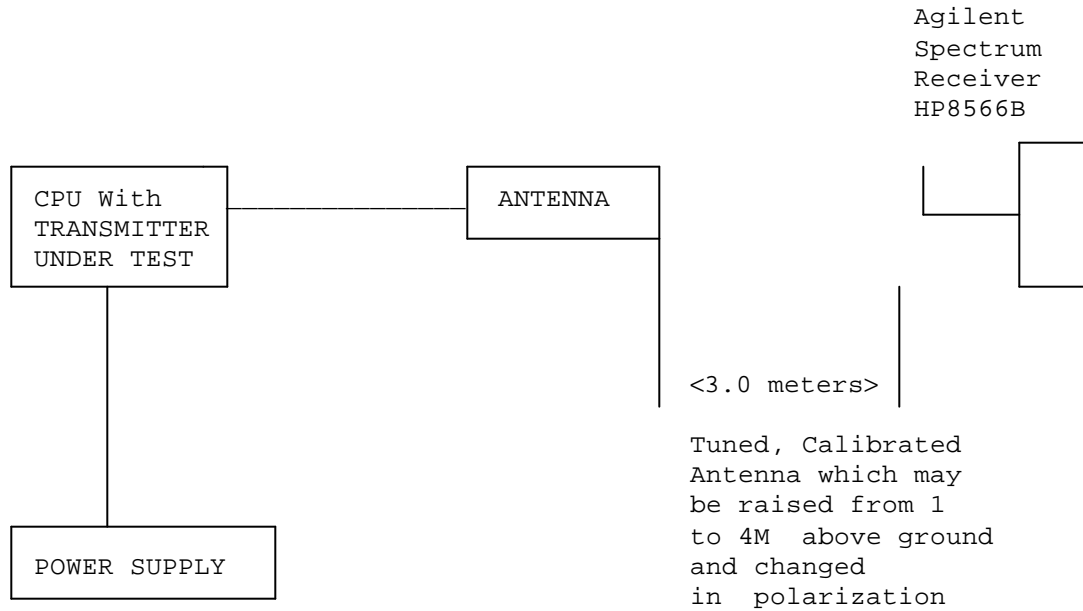 Agilent
Spectrum
Receiver
HP8566B
CPU With
TRANSMITTER
UNDER TEST
ANTENNA
<3.0 meters>
Tuned, Calibrated
Antenna which may
be raised from 1
to 4M above ground
and changed
in polarization
POWER SUPPLY